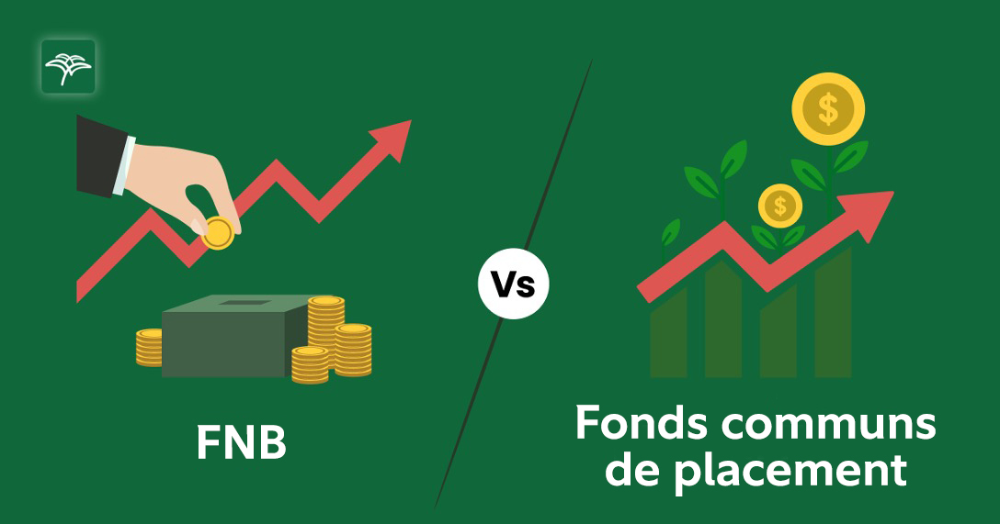 Vs
FNB
Fonds communs
de placement
$
$